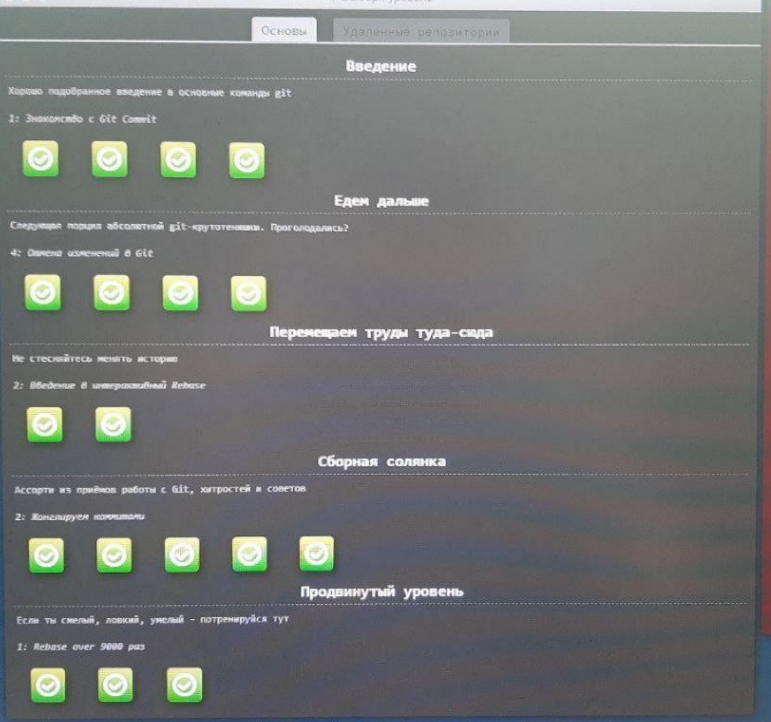 уровень
Основы
Удаленные репозитории
Введение
Хорошо подобранное введение в основные команды git
1: Знакомство с Git Commit
Едем дальше
Следующая порция абсолютной git-крутотенюшки. Проголодались?
4: Отмена изменений в Git
Перемещаем труды туда-сюда
Не стесняйтесь менять историю
2: Введение в интерактивный Rebase
Сборная солянка
Ассорти из приёмов работы с Git, хитростей и советов
2: Жонглируем коммитами
Продвинутый уровень
Если ты смелый, ловкий, умелый – потренируйся тут
1: Rebase over 9000 раз